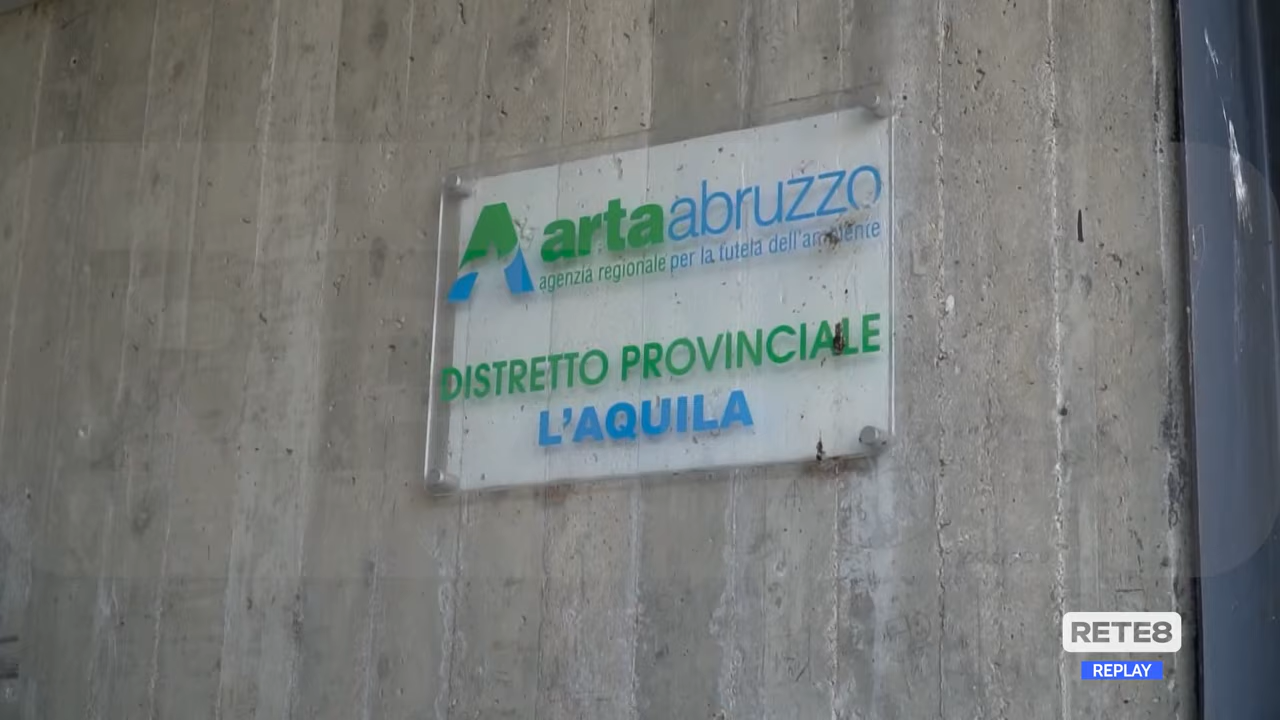 artaabruzzo
agenzia regionale per la tutela dell'ambiente
DISTRETTO PROVINCIALE
L'AQUILA
RETE8
REPLAY